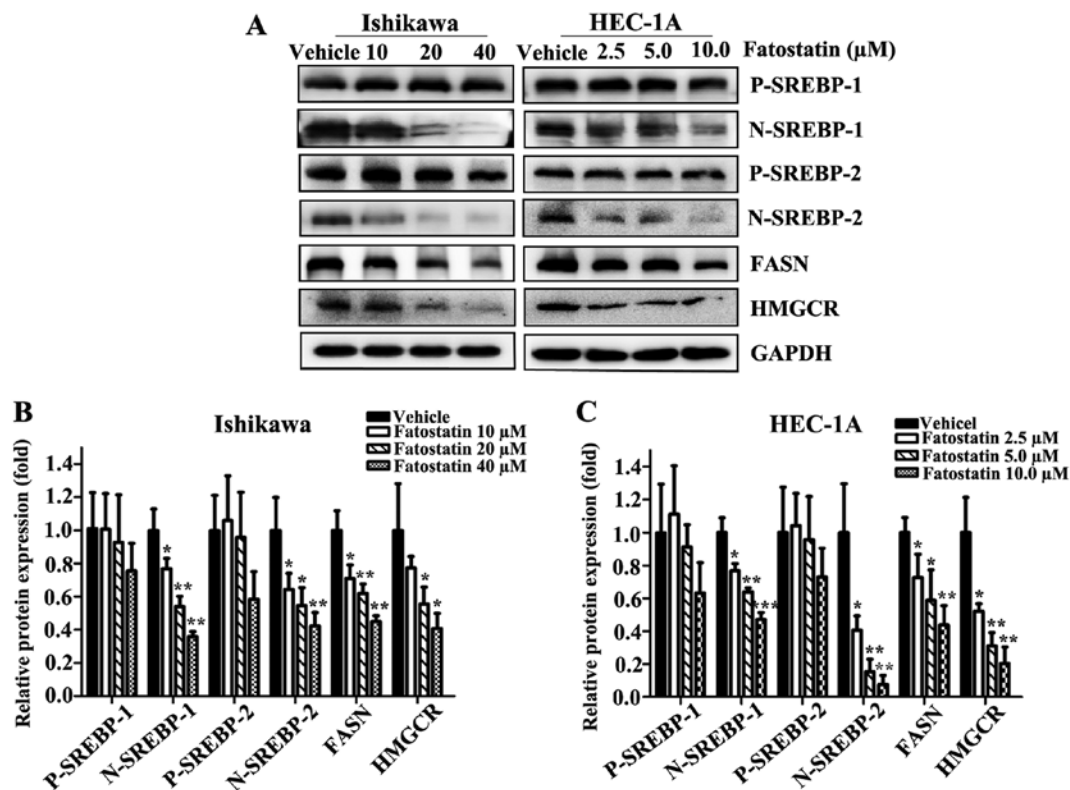 A
Ishikawa
HEC-1A
Vehicle 10 20 40
Vehicle 2.5 5.0 10.0 Fatostatin (μM)
P-SREBP-1
N-SREBP-1
P-SREBP-2
N-SREBP-2
FASN
HMGCR
GAPDH
B
Ishikawa
Vehicle
Fatostatin 10 μM
Fatostatin 20 μM
Fatostatin 40 μM
Relative protein expression (fold)
1.4
1.2
1.0
0.8
0.6
0.4
0.2
0.0
* ** **
* * **
* ** **
* *
P-SREBP-1
N-SREBP-1
P-SREBP-2
N-SREBP-2
FASN
HMGCR
C
HEC-1A
Vehicel
Fatostatin 2.5 μM
Fatostatin 5.0 μM
Fatostatin 10.0 μM
Relative protein expression (fold)
1.4
1.2
1.0
0.8
0.6
0.4
0.2
0.0
* ** ***
* ** **
* * **
* ** **
P-SREBP-1
N-SREBP-1
P-SREBP-2
N-SREBP-2
FASN
HMGCR